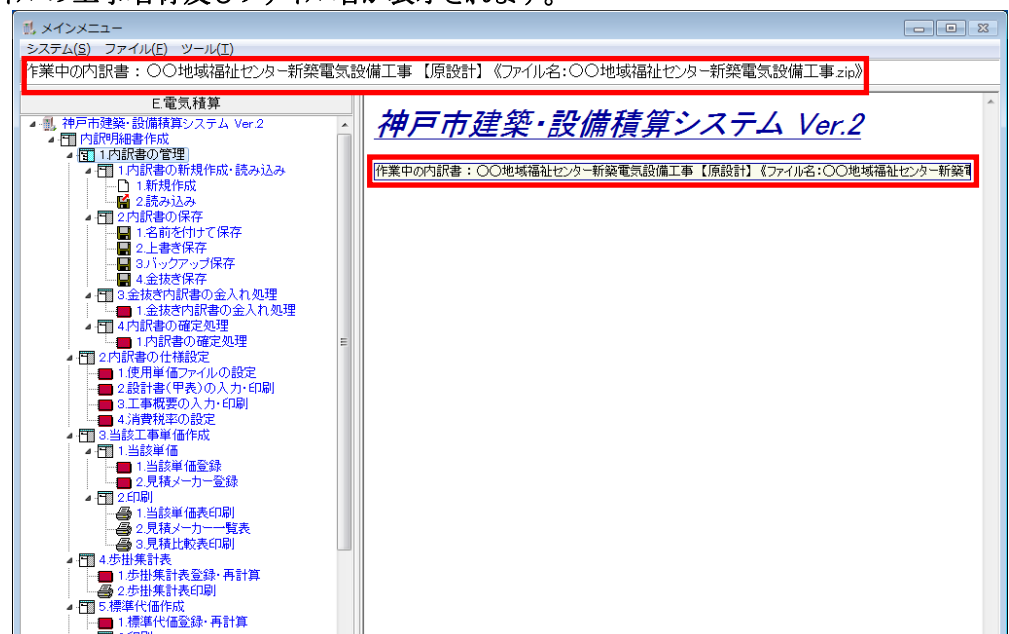 メインメニュー
システム(S) ファイル(F) ツール(T)
作業中の内訳書：〇〇地域福祉センター新築電気設備工事 【原設計】 《ファイル名:〇〇地域福祉センター新築電気設備工事.zip》
E.電気積算
神戸市建築・設備積算システム Ver.2
内訳明細書作成
1.内訳書の管理
1.内訳書の新規作成・読み込み
1.新規作成
2.読み込み
2.内訳書の保存
1.名前を付けて保存
2.上書き保存
3.バックアップ保存
4.金抜き保存
3.金抜き内訳書の金入れ処理
1.金抜き内訳書の金入れ処理
4.内訳書の確定処理
1.内訳書の確定処理
2.内訳書の仕様設定
1.使用単価ファイルの設定
2.設計書(甲表)の入力・印刷
3.工事概要の入力・印刷
4.消費税率の設定
3.当該工事単価作成
1.当該単価
1.当該単価登録
2.見積メーカー登録
2.印刷
1.当該単価表印刷
2.見積メーカー一覧表
3.見積比較表印刷
4.歩掛集計表
1.歩掛集計表登録・再計算
2.歩掛集計表印刷
5.標準代価作成
1.標準代価登録・再計算
神戸市建築・設備積算システム Ver.2
作業中の内訳書：〇〇地域福祉センター新築電気設備工事 【原設計】 《ファイル名:〇〇地域福祉センター新築